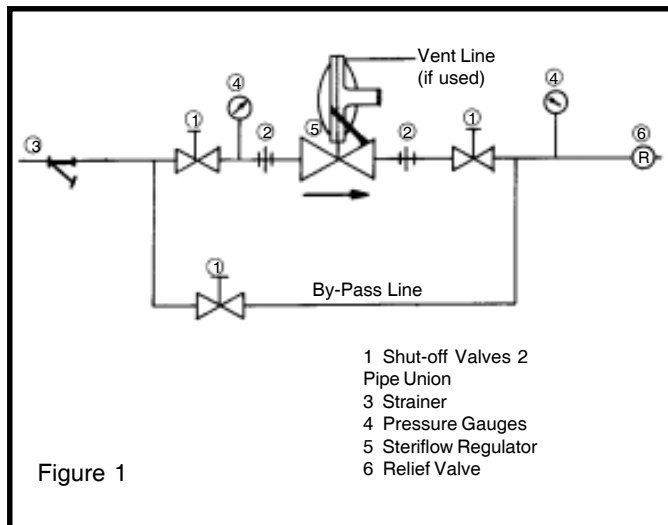 Vent Line
(if used)
④
④
①
②
⑤
②
①
⑥
③
R
①
By-Pass Line
1 Shut-off Valves 2
Pipe Union
3 Strainer
4 Pressure Gauges
5 Steriflow Regulator
6 Relief Valve
Figure 1